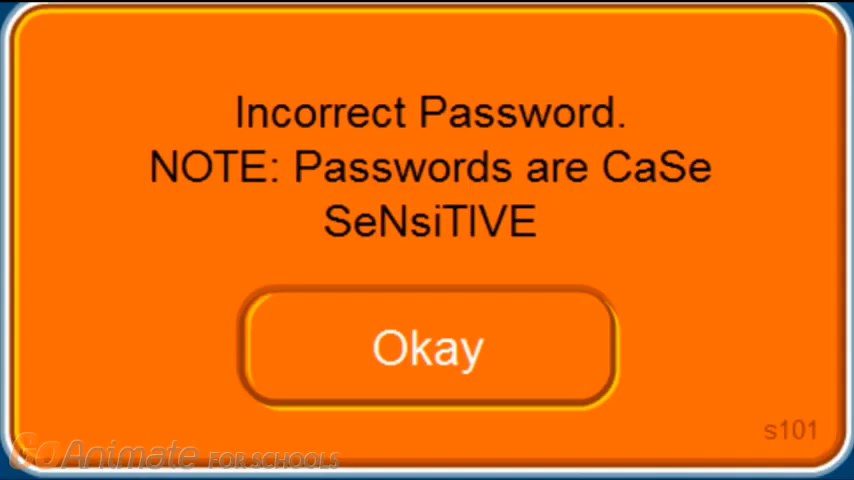 Incorrect Password.
NOTE: Passwords are CaSe
SeNsiTIVE
Okay
s101
GoAnimate FOR SCHOOLS